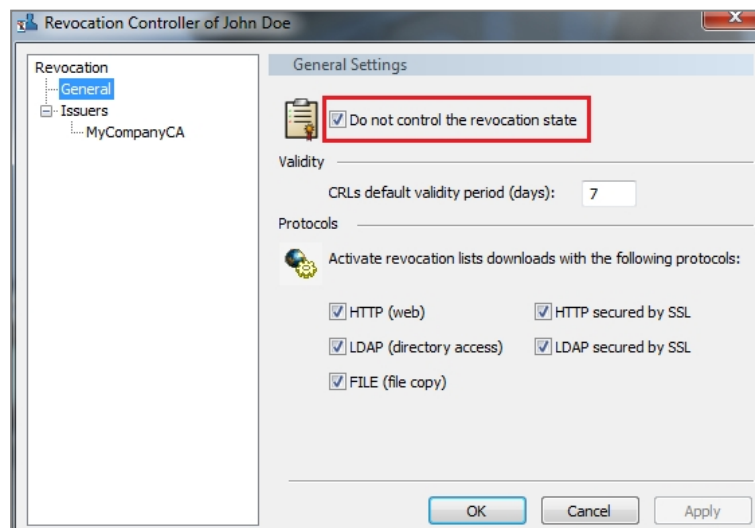 Revocation Controller of John Doe
Revocation
General
Issuers
MyCompanyCA
General Settings
Do not control the revocation state
Validity
CRLs default validity period (days): 7
Protocols
Activate revocation lists downloads with the following protocols:
HTTP (web) HTTP secured by SSL
LDAP (directory access) LDAP secured by SSL
FILE (file copy)
OK Cancel Apply